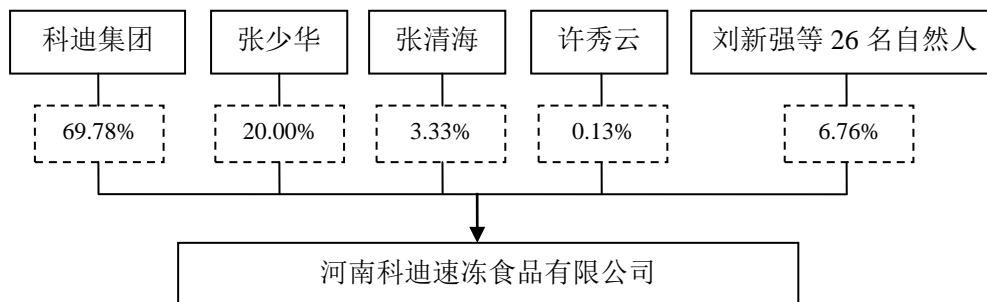 科迪集团 张少华 张清海 许秀云 刘新强等 26 名自然人
69.78% 20.00% 3.33% 0.13% 6.76%
河南科迪速冻食品有限公司